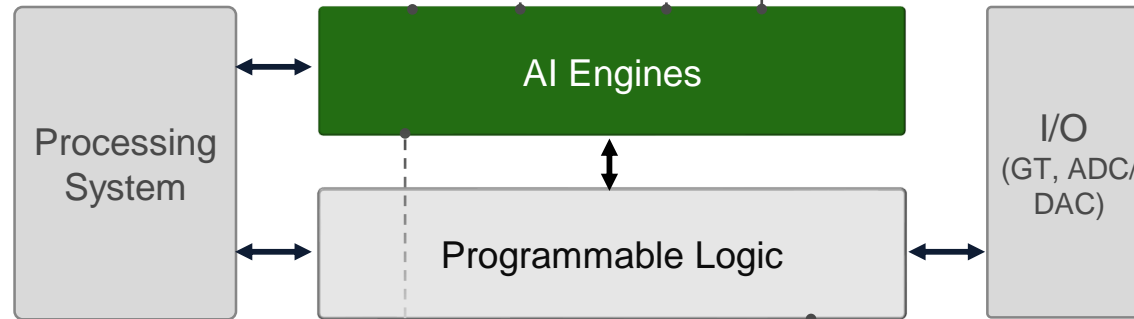 AI Engines
Processing
System
I/O
(GT, ADC/
DAC)
Programmable Logic